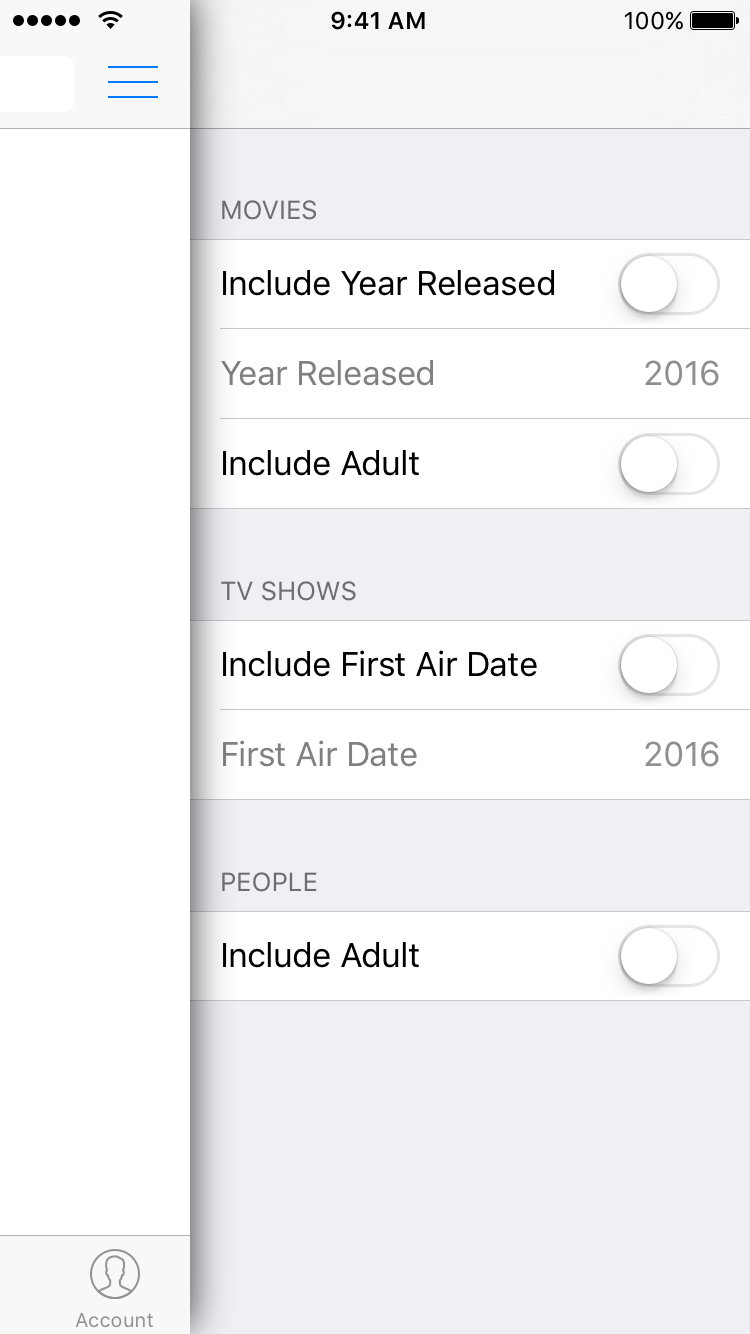 9:41 AM
100%
MOVIES
Include Year Released
Year Released 2016
Include Adult
TV SHOWS
Include First Air Date
First Air Date 2016
PEOPLE
Include Adult
Account